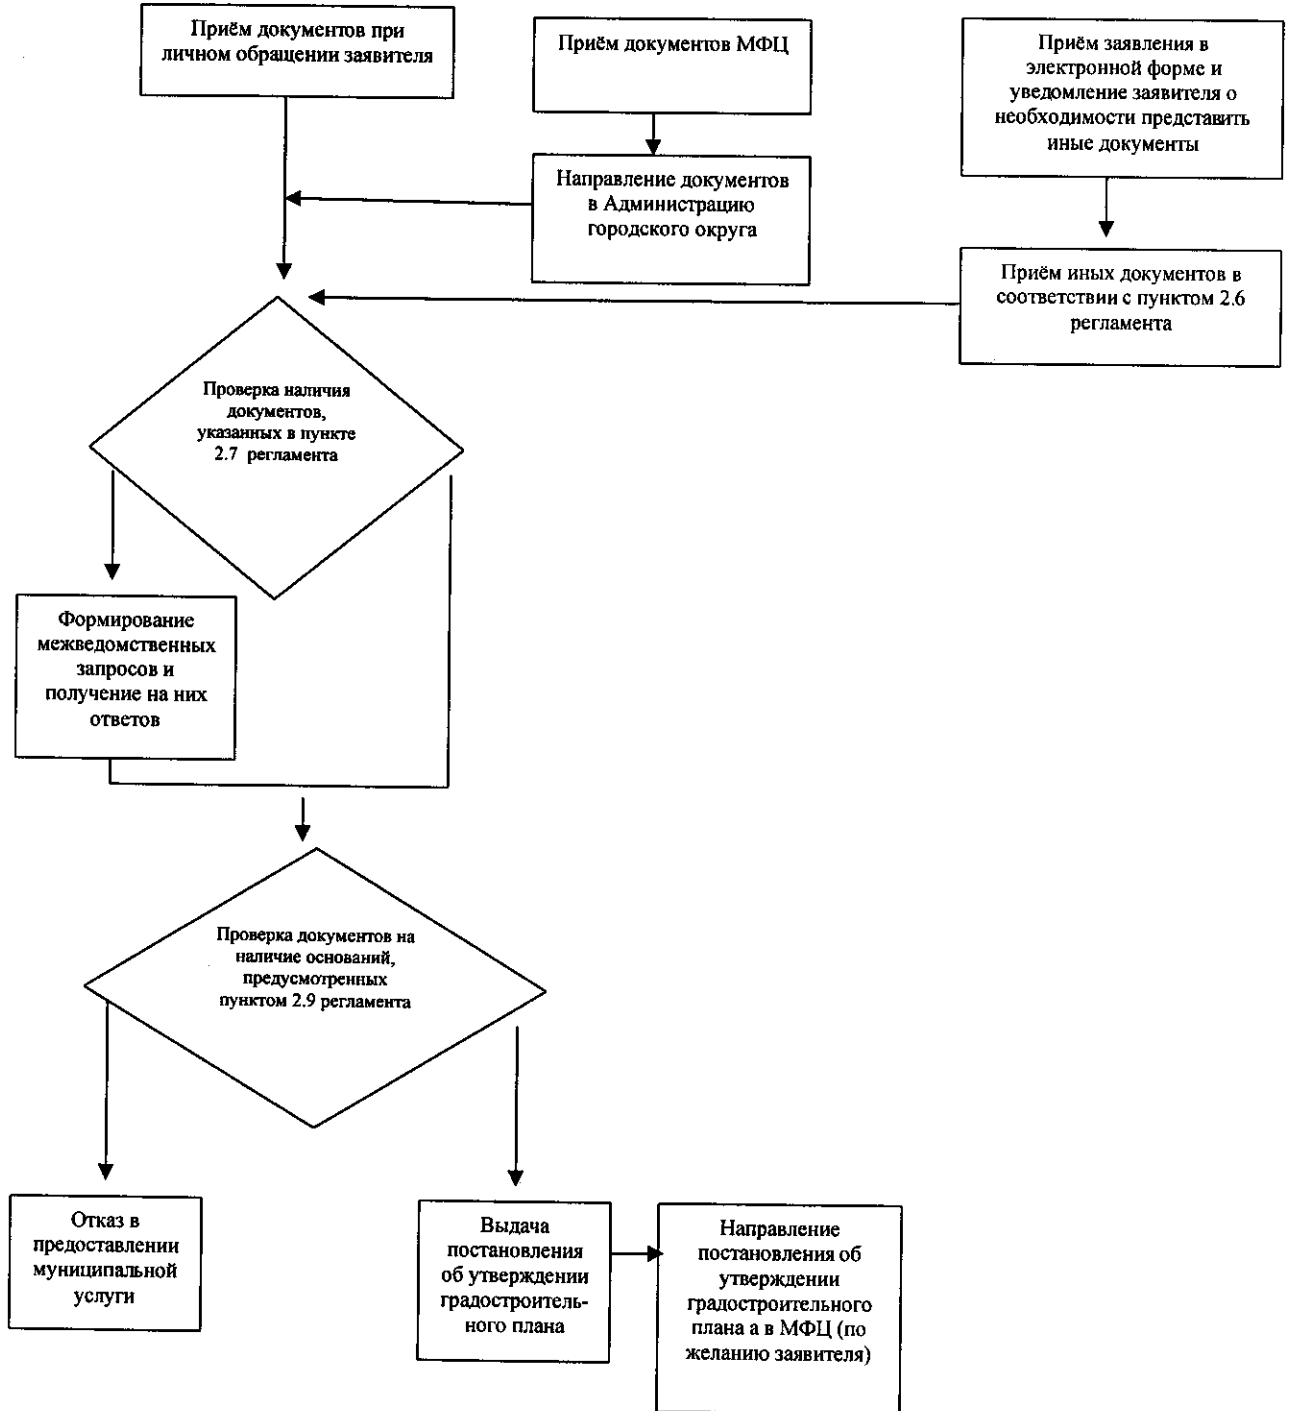 Приём документов при
личном обращении заявителя
Приём документов МФЦ
Приём заявления в
электронной форме и
уведомление заявителя о
необходимости представить
иные документы
Направление документов
в Администрацию
городского округа
Приём иных документов в
соответствии с пунктом 2.6
регламента
Проверка наличия
документов,
указанных в пункте
2.7 регламента
Формирование
межведомственных
запросов и
получение на них
ответов
Проверка документов на
наличие оснований,
предусмотренных
пунктом 2.9 регламента
Отказ в
предоставлении
муниципальной
услуги
Выдача
постановления
об утверждении
градостроитель-
ного плана
Направление
постановления об
утверждении
градостроительного
плана а в МФЦ (по
желанию заявителя)